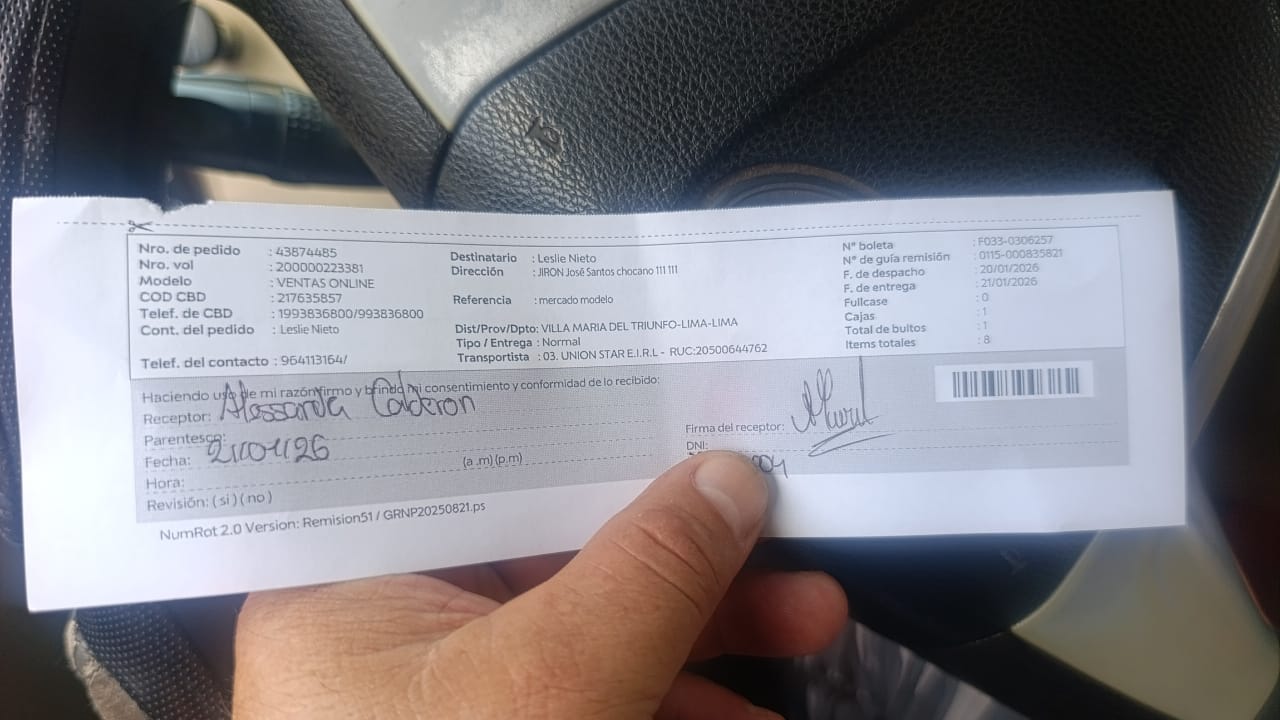 Nro. de pedido : 43874485
Nro. vol : 200000223381
Modelo : VENTAS ONLINE
COD CBD : 217635857
Telef. de CBD : 1993836800/993836800
Cont. del pedido : Leslie Nieto
Telef. del contacto : 964113164/
Destinatario : Leslie Nieto
Dirección : JIRON José Santos chocano 111 111
Referencia : mercado modelo
Dist/Prov/Dpto: VILLA MARIA DEL TRIUNFO-LIMA-LIMA
Tipo / Entrega : Normal
Transportista : 03. UNION STAR E.I.R.L - RUC:20500644762
N° boleta : F033-0306257
N° de guía remisión : 0115-000835821
F. de despacho : 20/01/2026
F. de entrega : 21/01/2026
Fullcase : 0
Cajas : 1
Total de bultos : 1
Items totales : 8
Haciendo uso de mi razón firmo y brindo mi consentimiento y conformidad de lo recibido:
Receptor: Alessandra Calderon
Parentesco:
Fecha: 21/01/26
Hora: (a .m) (p.m)
Revisión: ( si ) ( no )
Firma del receptor:
DNI:
NumRot 2.0 Version: Remision51 / GRNP20250821.ps